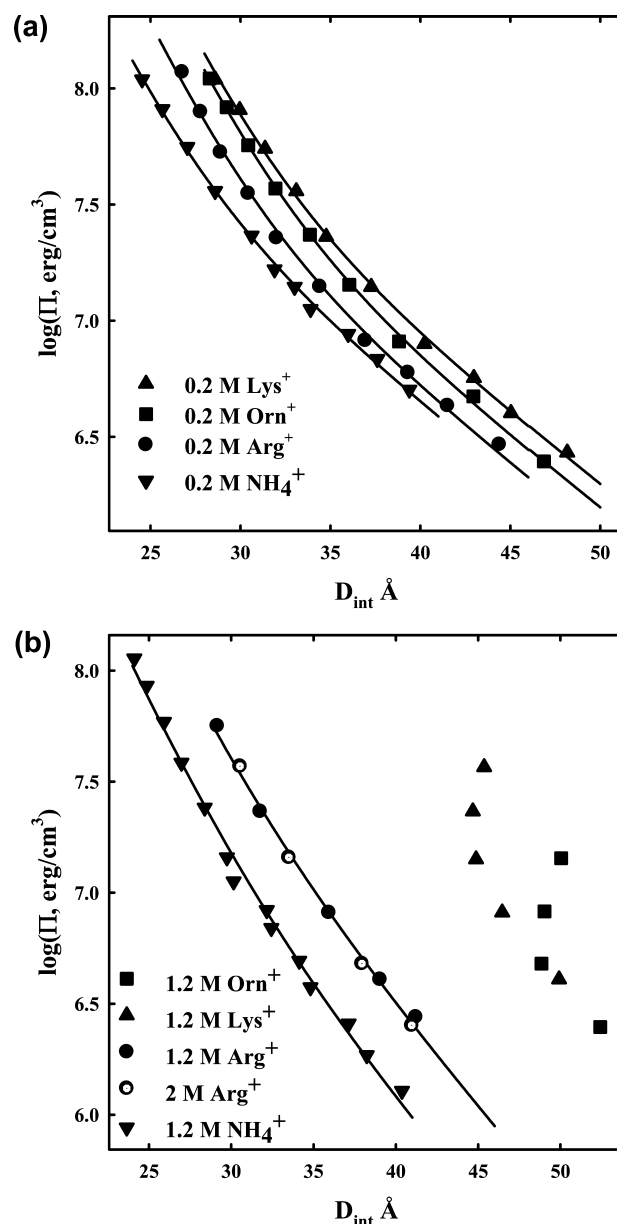 (a)
8.0
7.5
7.0
6.5
log(Π, erg/cm³)
▲ 0.2 M Lys⁺
■ 0.2 M Orn⁺
● 0.2 M Arg⁺
▼ 0.2 M NH₄⁺
25 30 35 40 45 50
D_int Å
(b)
8.0
7.5
7.0
6.5
6.0
log(Π, erg/cm³)
■ 1.2 M Orn⁺
▲ 1.2 M Lys⁺
● 1.2 M Arg⁺
○ 2 M Arg⁺
▼ 1.2 M NH₄⁺
25 30 35 40 45 50
D_int Å